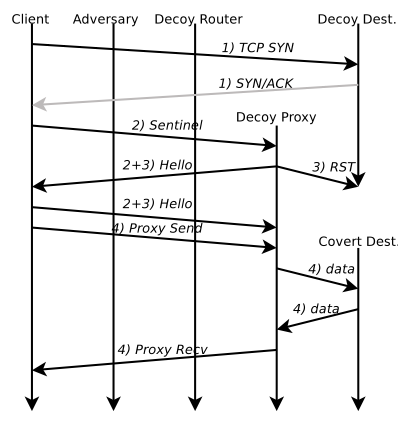 Client Adversary Decoy Router Decoy Dest.
1) TCP SYN
1) SYN/ACK
Decoy Proxy
2) Sentinel
2+3) Hello 3) RST
2+3) Hello
4) Proxy Send
Covert Dest.
4) data
4) data
4) Proxy Recv